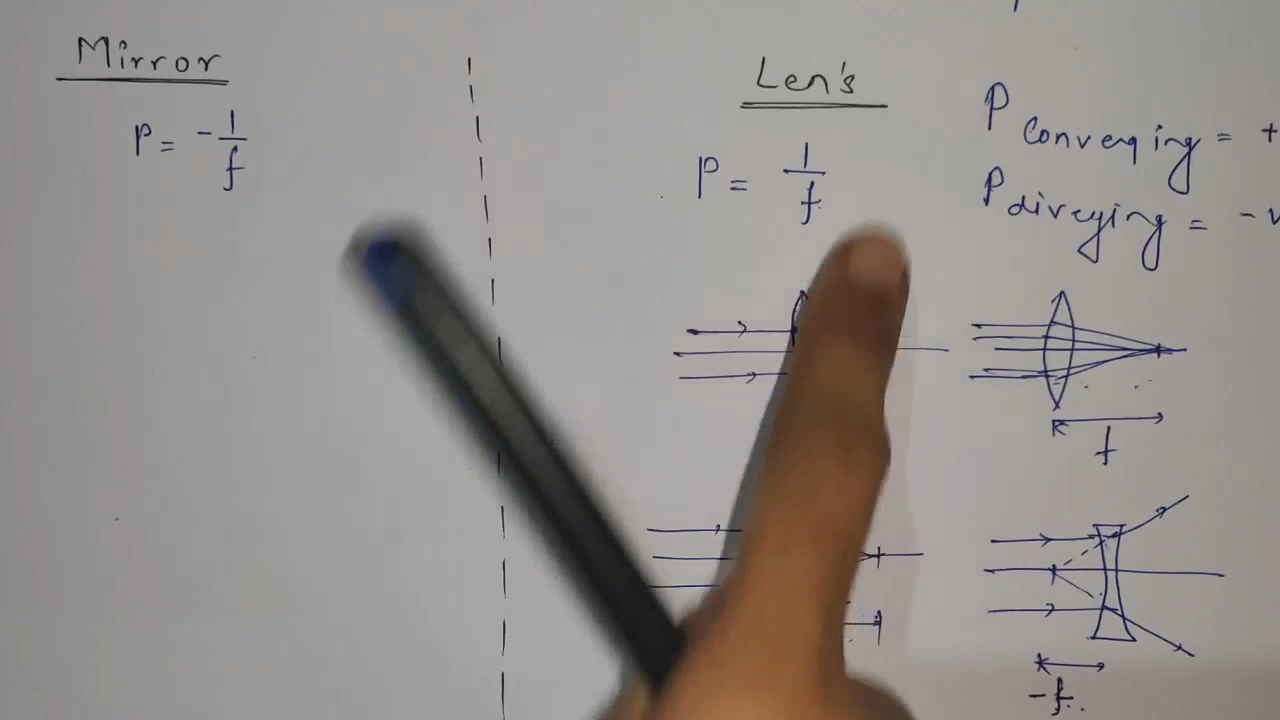 Mirror
P = - 1/f
Len's
P = 1/f
P Converging = +
P diverging = - v
f
- f